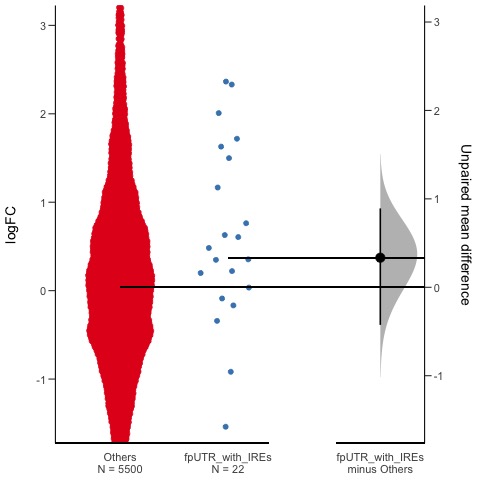 3
2
1
0
-1
logFC
Others
N = 5500
fpUTR_with_IREs
N = 22
3
2
1
0
-1
Unpaired mean difference
fpUTR_with_IREs
minus Others